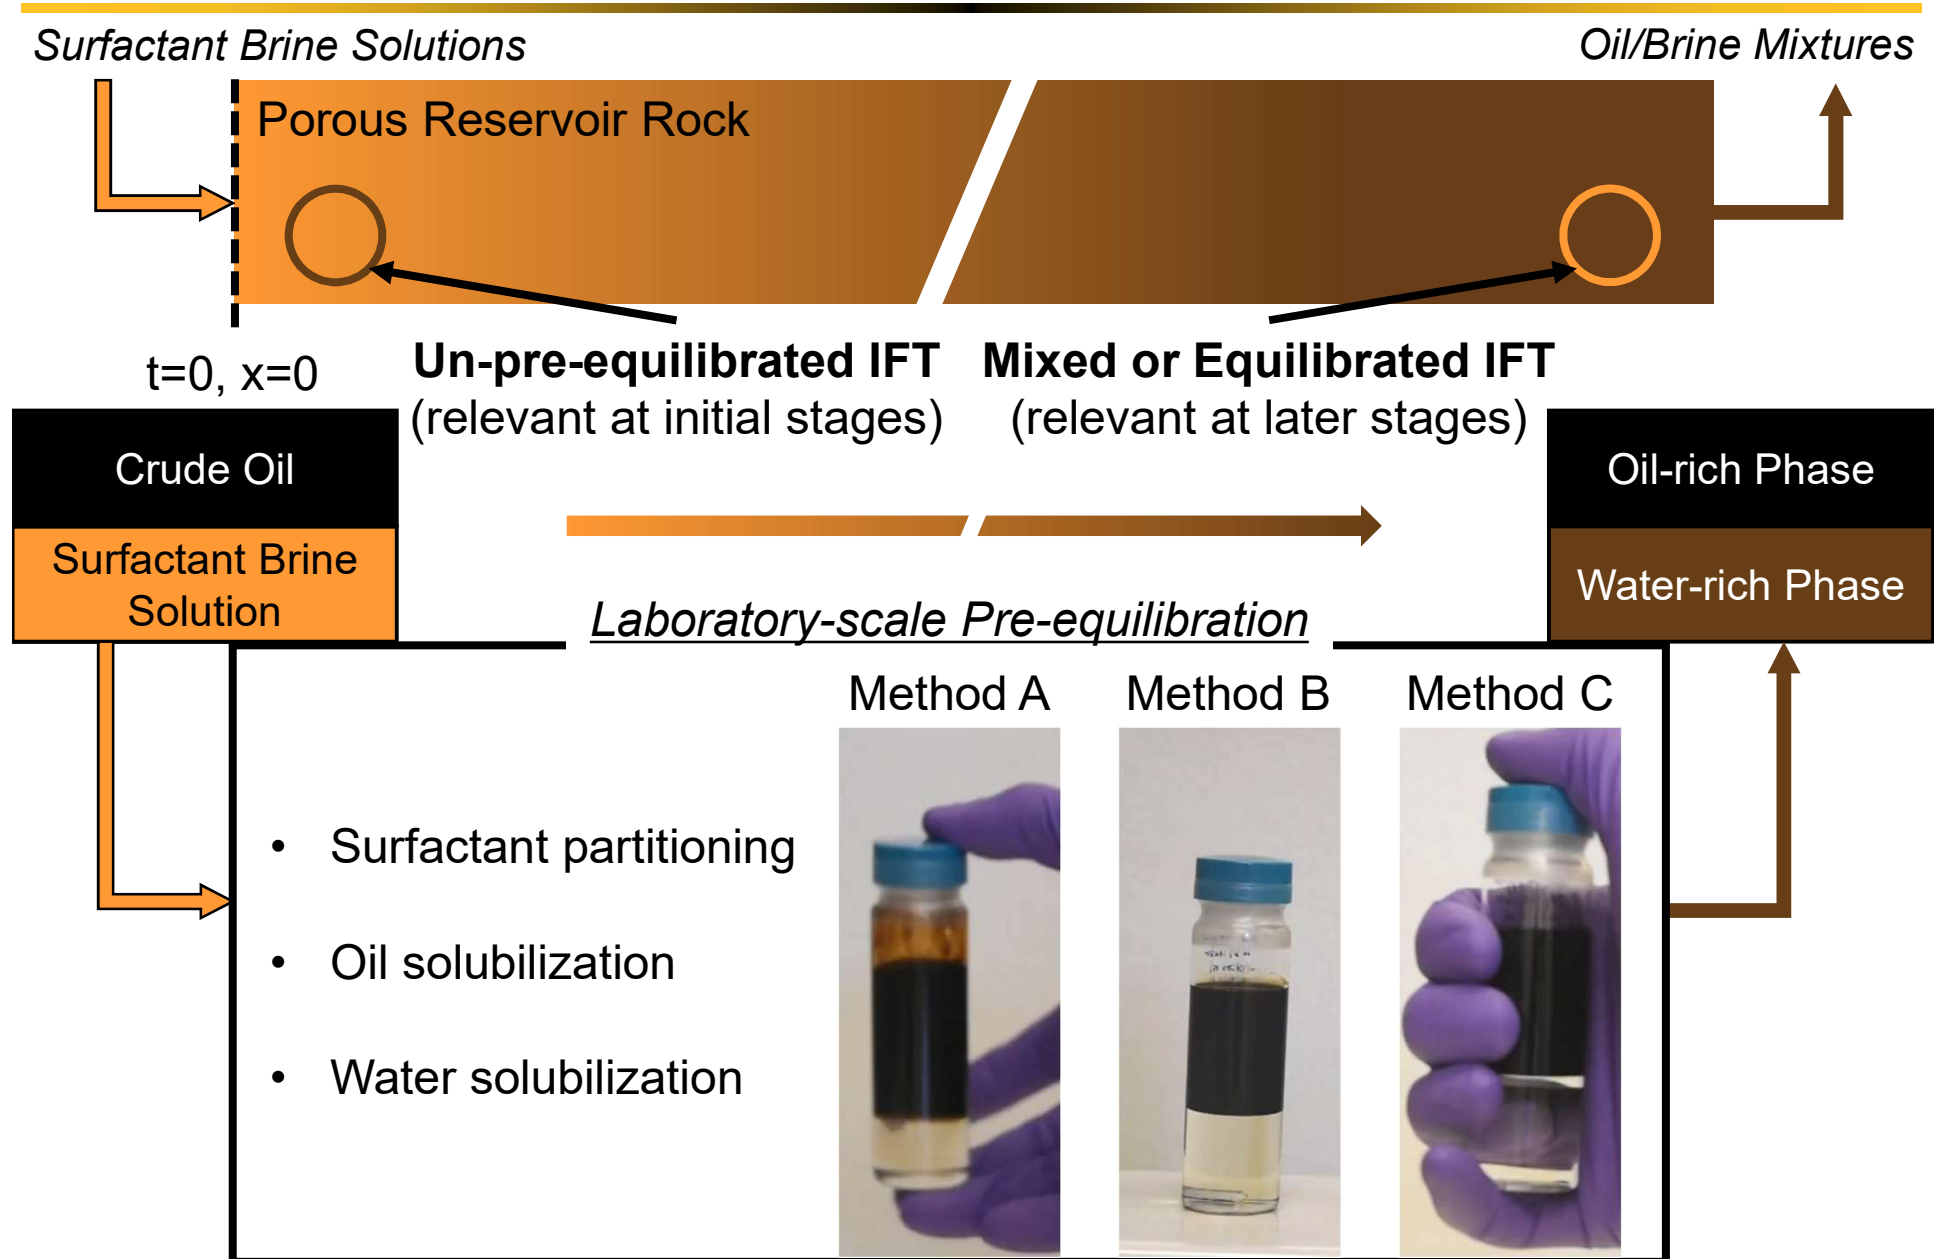 Surfactant Brine Solutions
Oil/Brine Mixtures
Porous Reservoir Rock
t=0, x=0
Un-pre-equilibrated IFT
(relevant at initial stages)
Mixed or Equilibrated IFT
(relevant at later stages)
Crude Oil
Surfactant Brine
Solution
Oil-rich Phase
Water-rich Phase
Laboratory-scale Pre-equilibration
Method A
Method B
Method C
• Surfactant partitioning
• Oil solubilization
• Water solubilization